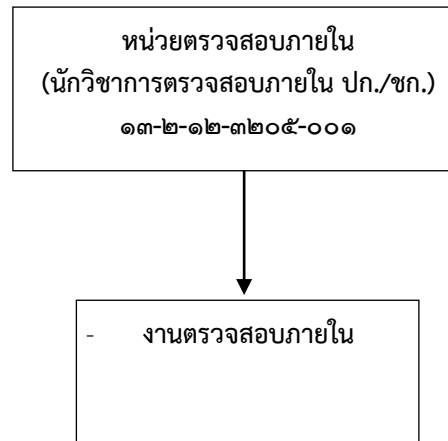 หน่วยตรวจสอบภายใน
(นักวิชาการตรวจสอบภายใน ปก./ชก.)
๑๓-๒-๑๒-๓๒๐๕-๐๐๑
- งานตรวจสอบภายใน